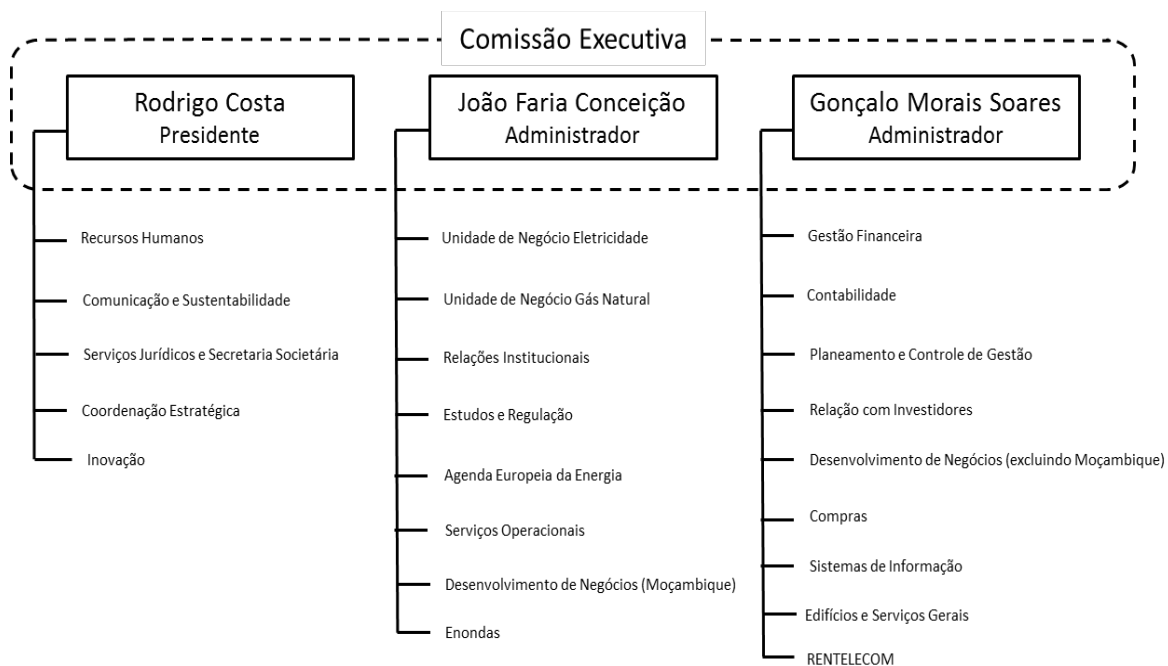 Comissão Executiva
Rodrigo Costa
Presidente
Recursos Humanos
Comunicação e Sustentabilidade
Serviços Jurídicos e Secretaria Societária
Coordenação Estratégica
Inovação
João Faria Conceição
Administrador
Unidade de Negócio Eletricidade
Unidade de Negócio Gás Natural
Relações Institucionais
Estudos e Regulação
Agenda Europeia da Energia
Serviços Operacionais
Desenvolvimento de Negócios (Moçambique)
Enondas
Gonçalo Morais Soares
Administrador
Gestão Financeira
Contabilidade
Planeamento e Controle de Gestão
Relação com Investidores
Desenvolvimento de Negócios (excluindo Moçambique)
Compras
Sistemas de Informação
Edifícios e Serviços Gerais
RENTELECOM